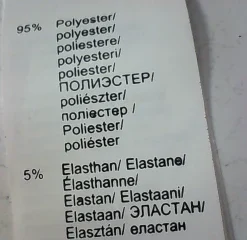 95% Polyester/
polyester/
poliestere/
polyesteri/
poliester/
ПОЛИЭСТЕР/
poliészter/
поліестер /
Poliester/
poliéster
5% Elasthan/ Elastane/
Élasthanne/
Elastan/ Elastaani/
Elastaan/ ЭЛАСТАН/
Elasztán/ еластан